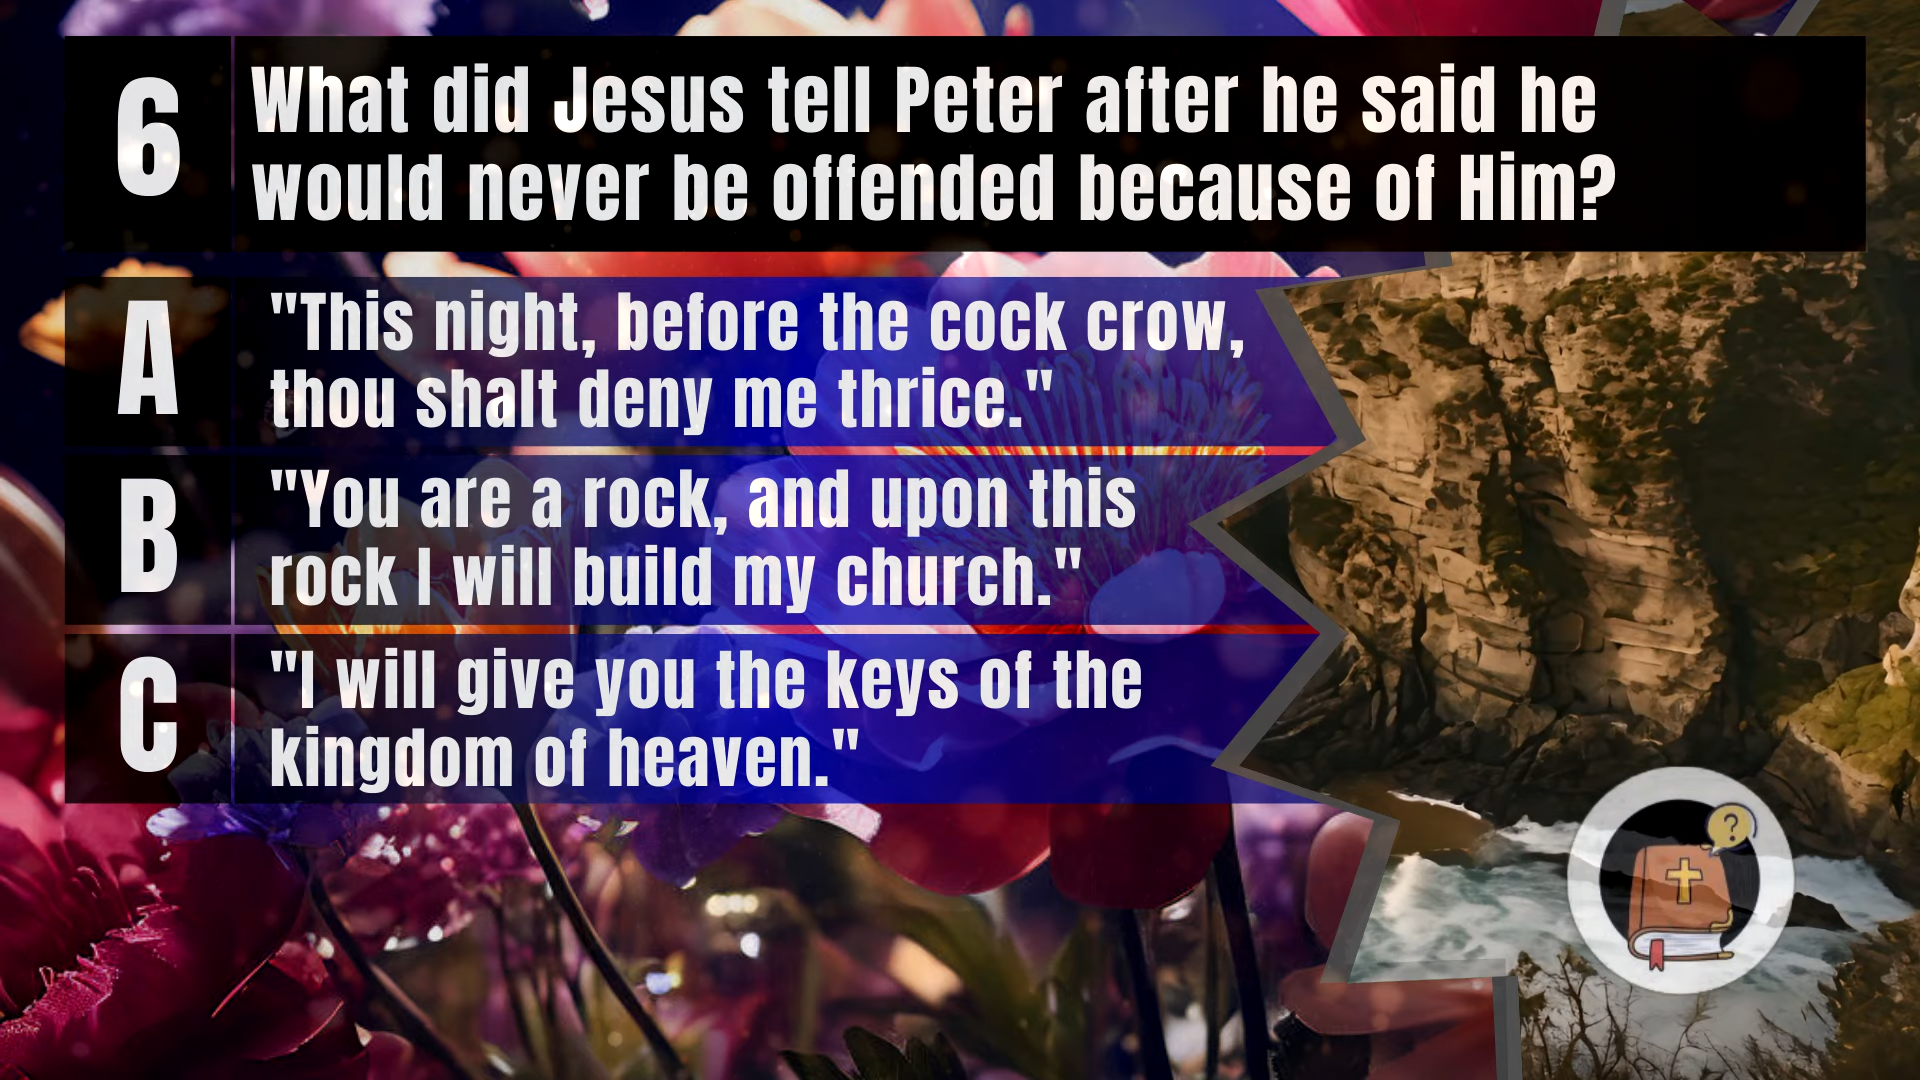 6
What did Jesus tell Peter after he said he
would never be offended because of Him?
A
"This night, before the cock crow,
thou shalt deny me thrice."
B
"You are a rock, and upon this
rock I will build my church."
C
"I will give you the keys of the
kingdom of heaven."
?